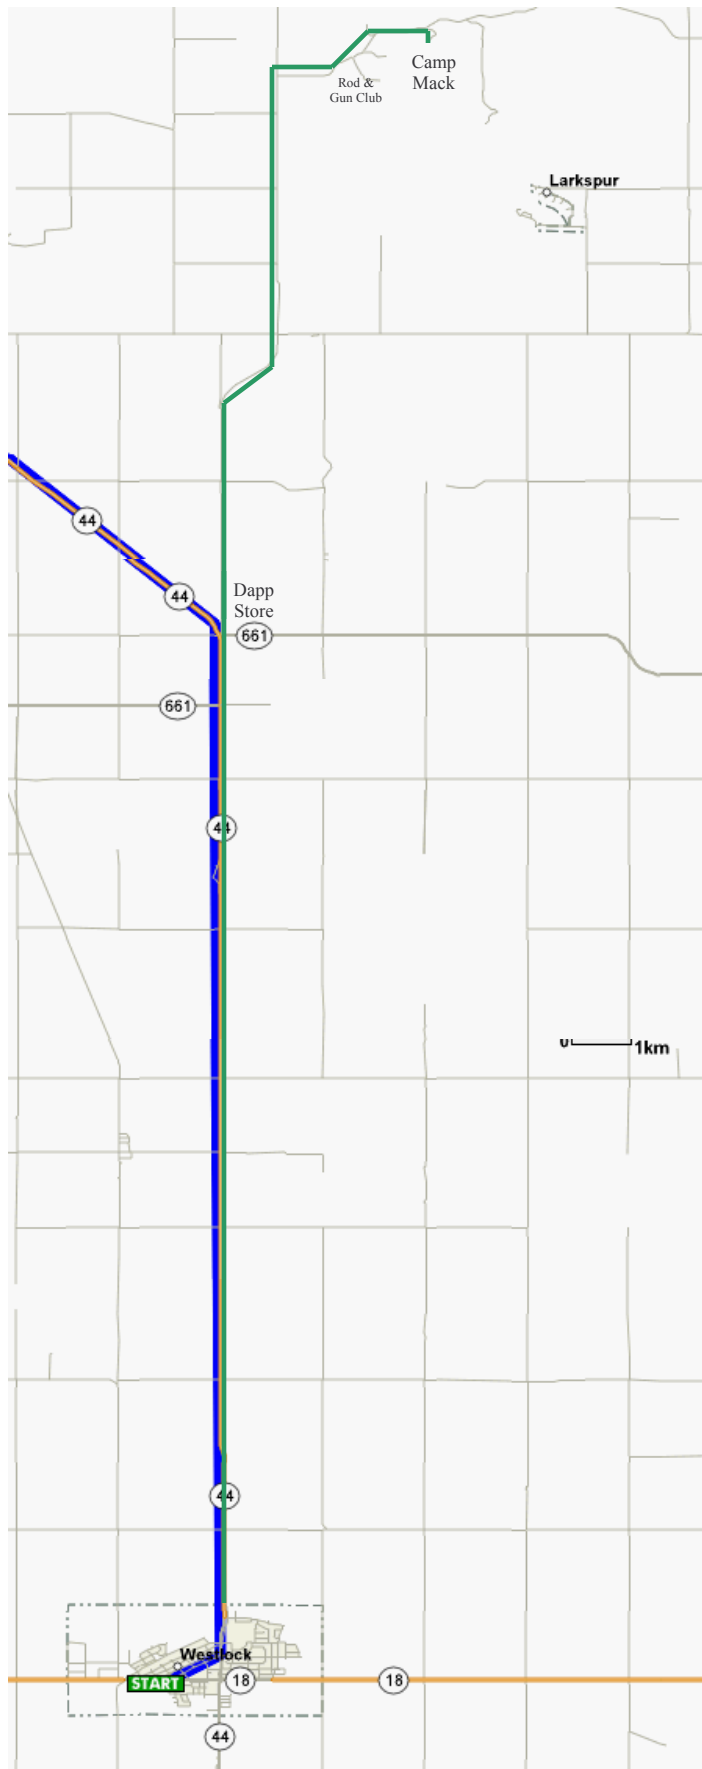 Camp
Mack
Rod &
Gun Club
Larkspur
44
44
Dapp
Store
661
661
44
0 1km
44
Westlock
START
18
18
44